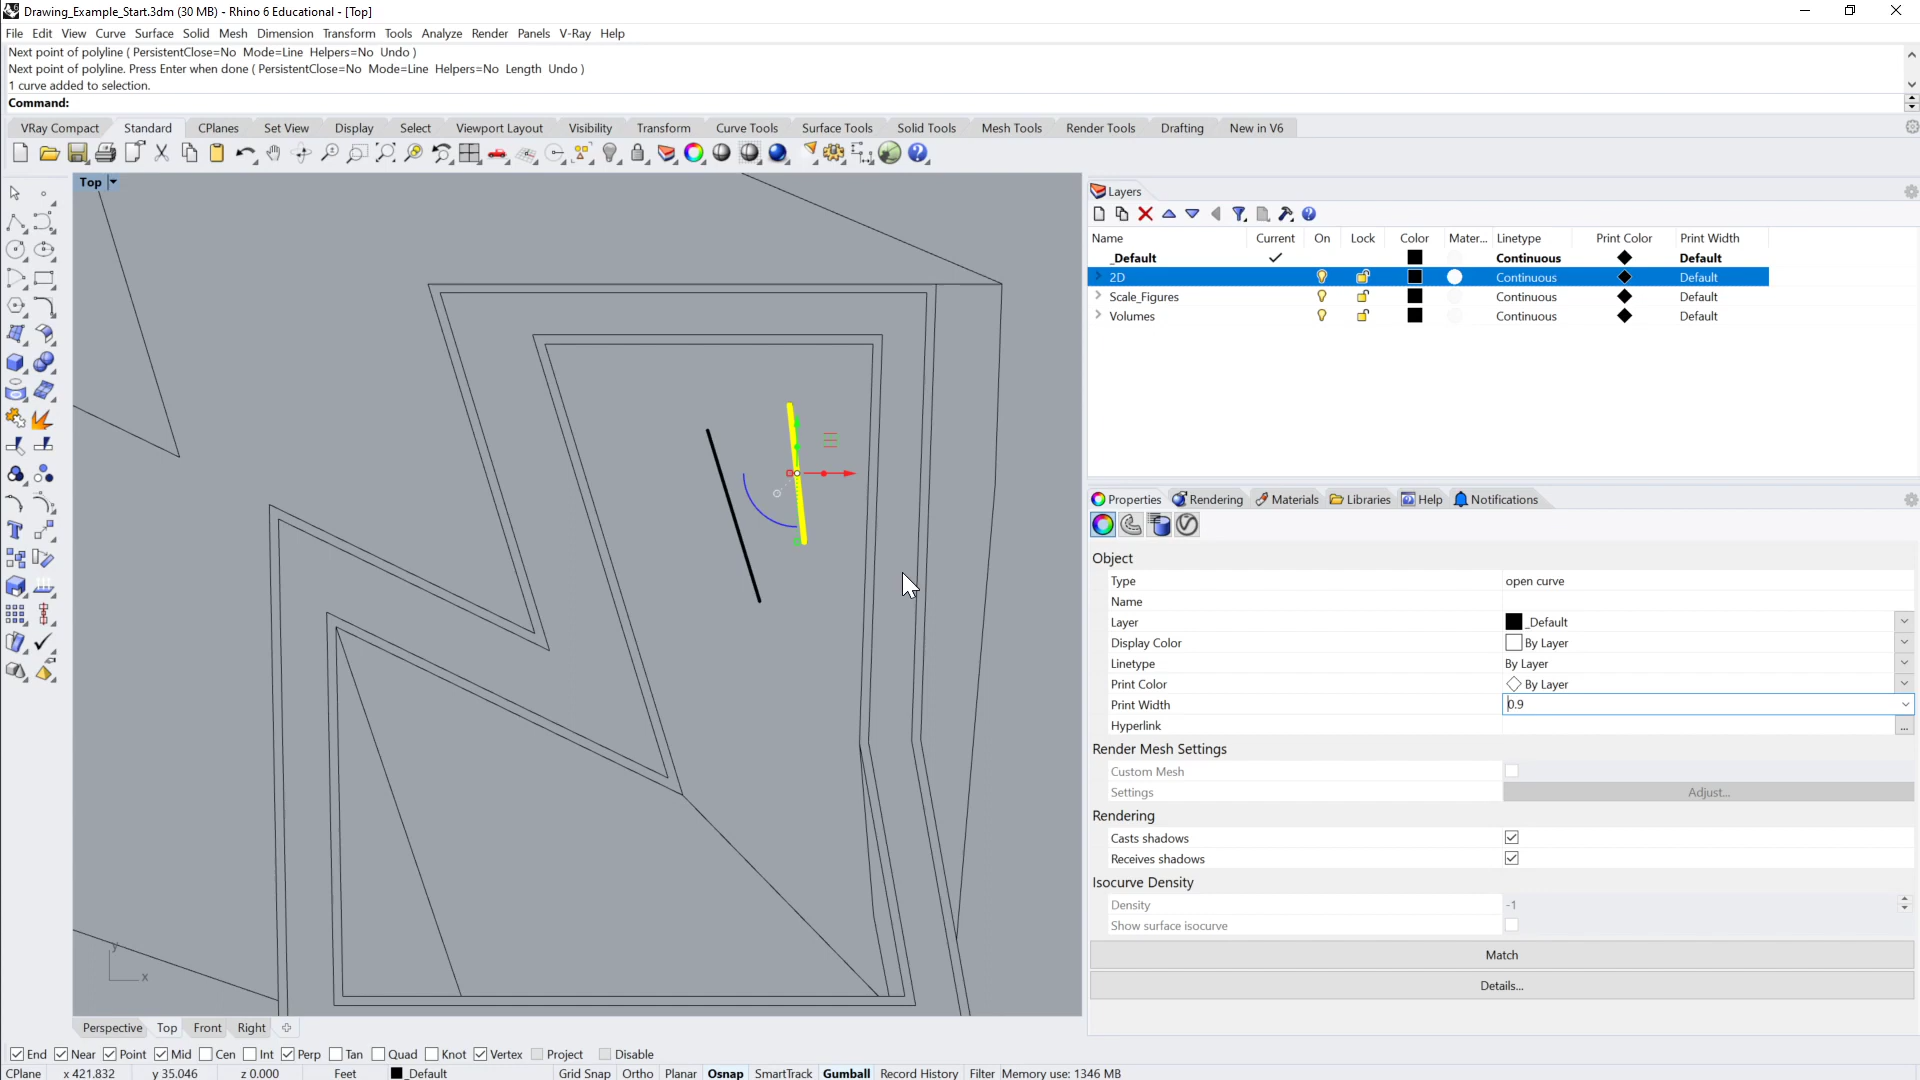 Drawing_Example_Start.3dm (30 MB) - Rhino 6 Educational - [Top]
File Edit View Curve Surface Solid Mesh Dimension Transform Tools Analyze Render Panels V-Ray Help
Next point of polyline ( PersistentClose=No Mode=Line Helpers=No Undo )
Next point of polyline. Press Enter when done ( PersistentClose=No Mode=Line Helpers=No Length Undo )
1 curve added to selection.
Command:
VRay Compact Standard CPlanes Set View Display Select Viewport Layout Visibility Transform Curve Tools Surface Tools Solid Tools Mesh Tools Render Tools Drafting New in V6
Top
Layers
Name Current On Lock Color Mater... Linetype Print Color Print Width
_Default Continuous Default
2D Continuous Default
Scale_Figures Continuous Default
Volumes Continuous Default
Properties Rendering Materials Libraries Help Notifications
Object
Type open curve
Name
Layer _Default
Display Color By Layer
Linetype By Layer
Print Color By Layer
Print Width 0.9
Hyperlink ...
Render Mesh Settings
Custom Mesh
Settings Adjust...
Rendering
Casts shadows
Receives shadows
Isocurve Density
Density -1
Show surface isocurve
Match
Details...
y
x
Perspective Top Front Right
End Near Point Mid Cen Int Perp Tan Quad Knot Vertex Project Disable
CPlane x 421.832 y 35.046 z 0.000 Feet _Default Grid Snap Ortho Planar Osnap SmartTrack Gumball Record History Filter Memory use: 1346 MB